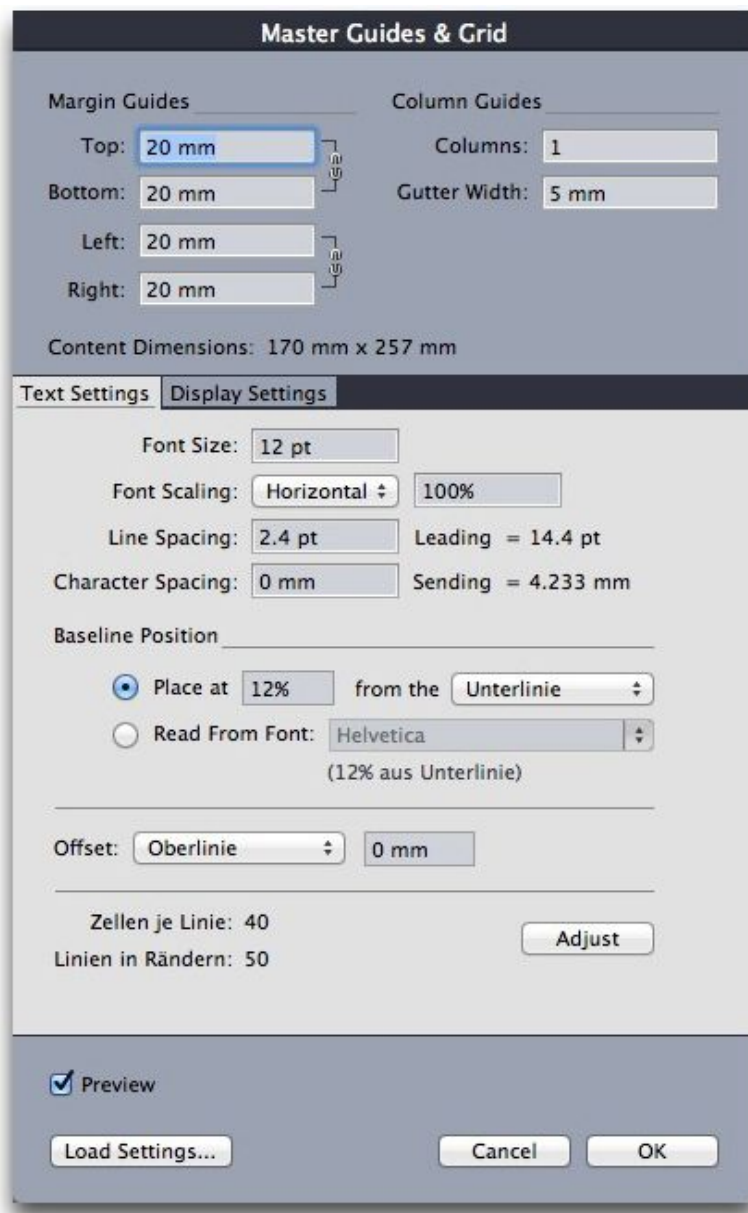 Master Guides & Grid
Margin Guides
Column Guides
Top: 20 mm
Columns: 1
Bottom: 20 mm
Gutter Width: 5 mm
Left: 20 mm
Right: 20 mm
Content Dimensions: 170 mm x 257 mm
Text Settings Display Settings
Font Size: 12 pt
Font Scaling: Horizontal 100%
Line Spacing: 2.4 pt Leading = 14.4 pt
Character Spacing: 0 mm Sending = 4.233 mm
Baseline Position
Place at 12% from the Unterlinie
Read From Font: Helvetica
(12% aus Unterlinie)
Offset: Oberlinie 0 mm
Zellen je Linie: 40
Linien in Rändern: 50
Adjust
Preview
Load Settings... Cancel OK